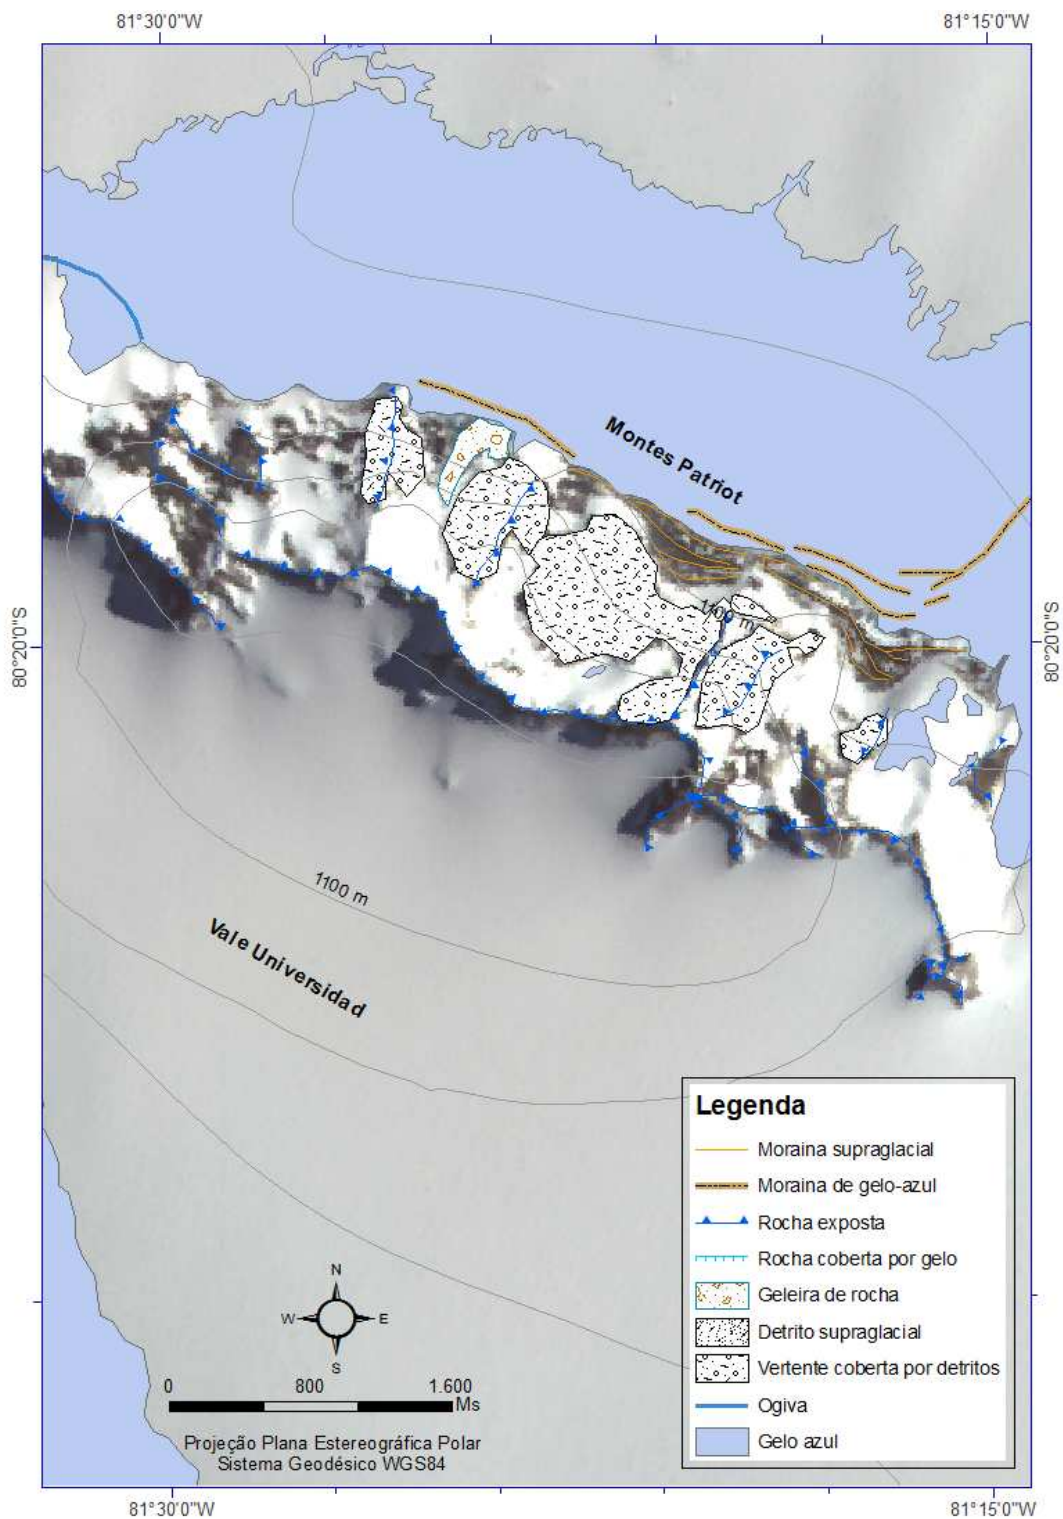 81°30'0"W
81°15'0"W
Montes Patriot
1100 m
80°20'0"S
80°20'0"S
1100 m
Vale Universidad
Legenda
Moraina supraglacial
Moraina de gelo-azul
Rocha exposta
Rocha coberta por gelo
Geleira de rocha
Detrito supraglacial
Vertente coberta por detritos
Ogiva
Gelo azul
N
W
E
S
0 800 1.600
Ms
Projeção Plana Estereográfica Polar
Sistema Geodésico WGS84
81°30'0"W
81°15'0"W